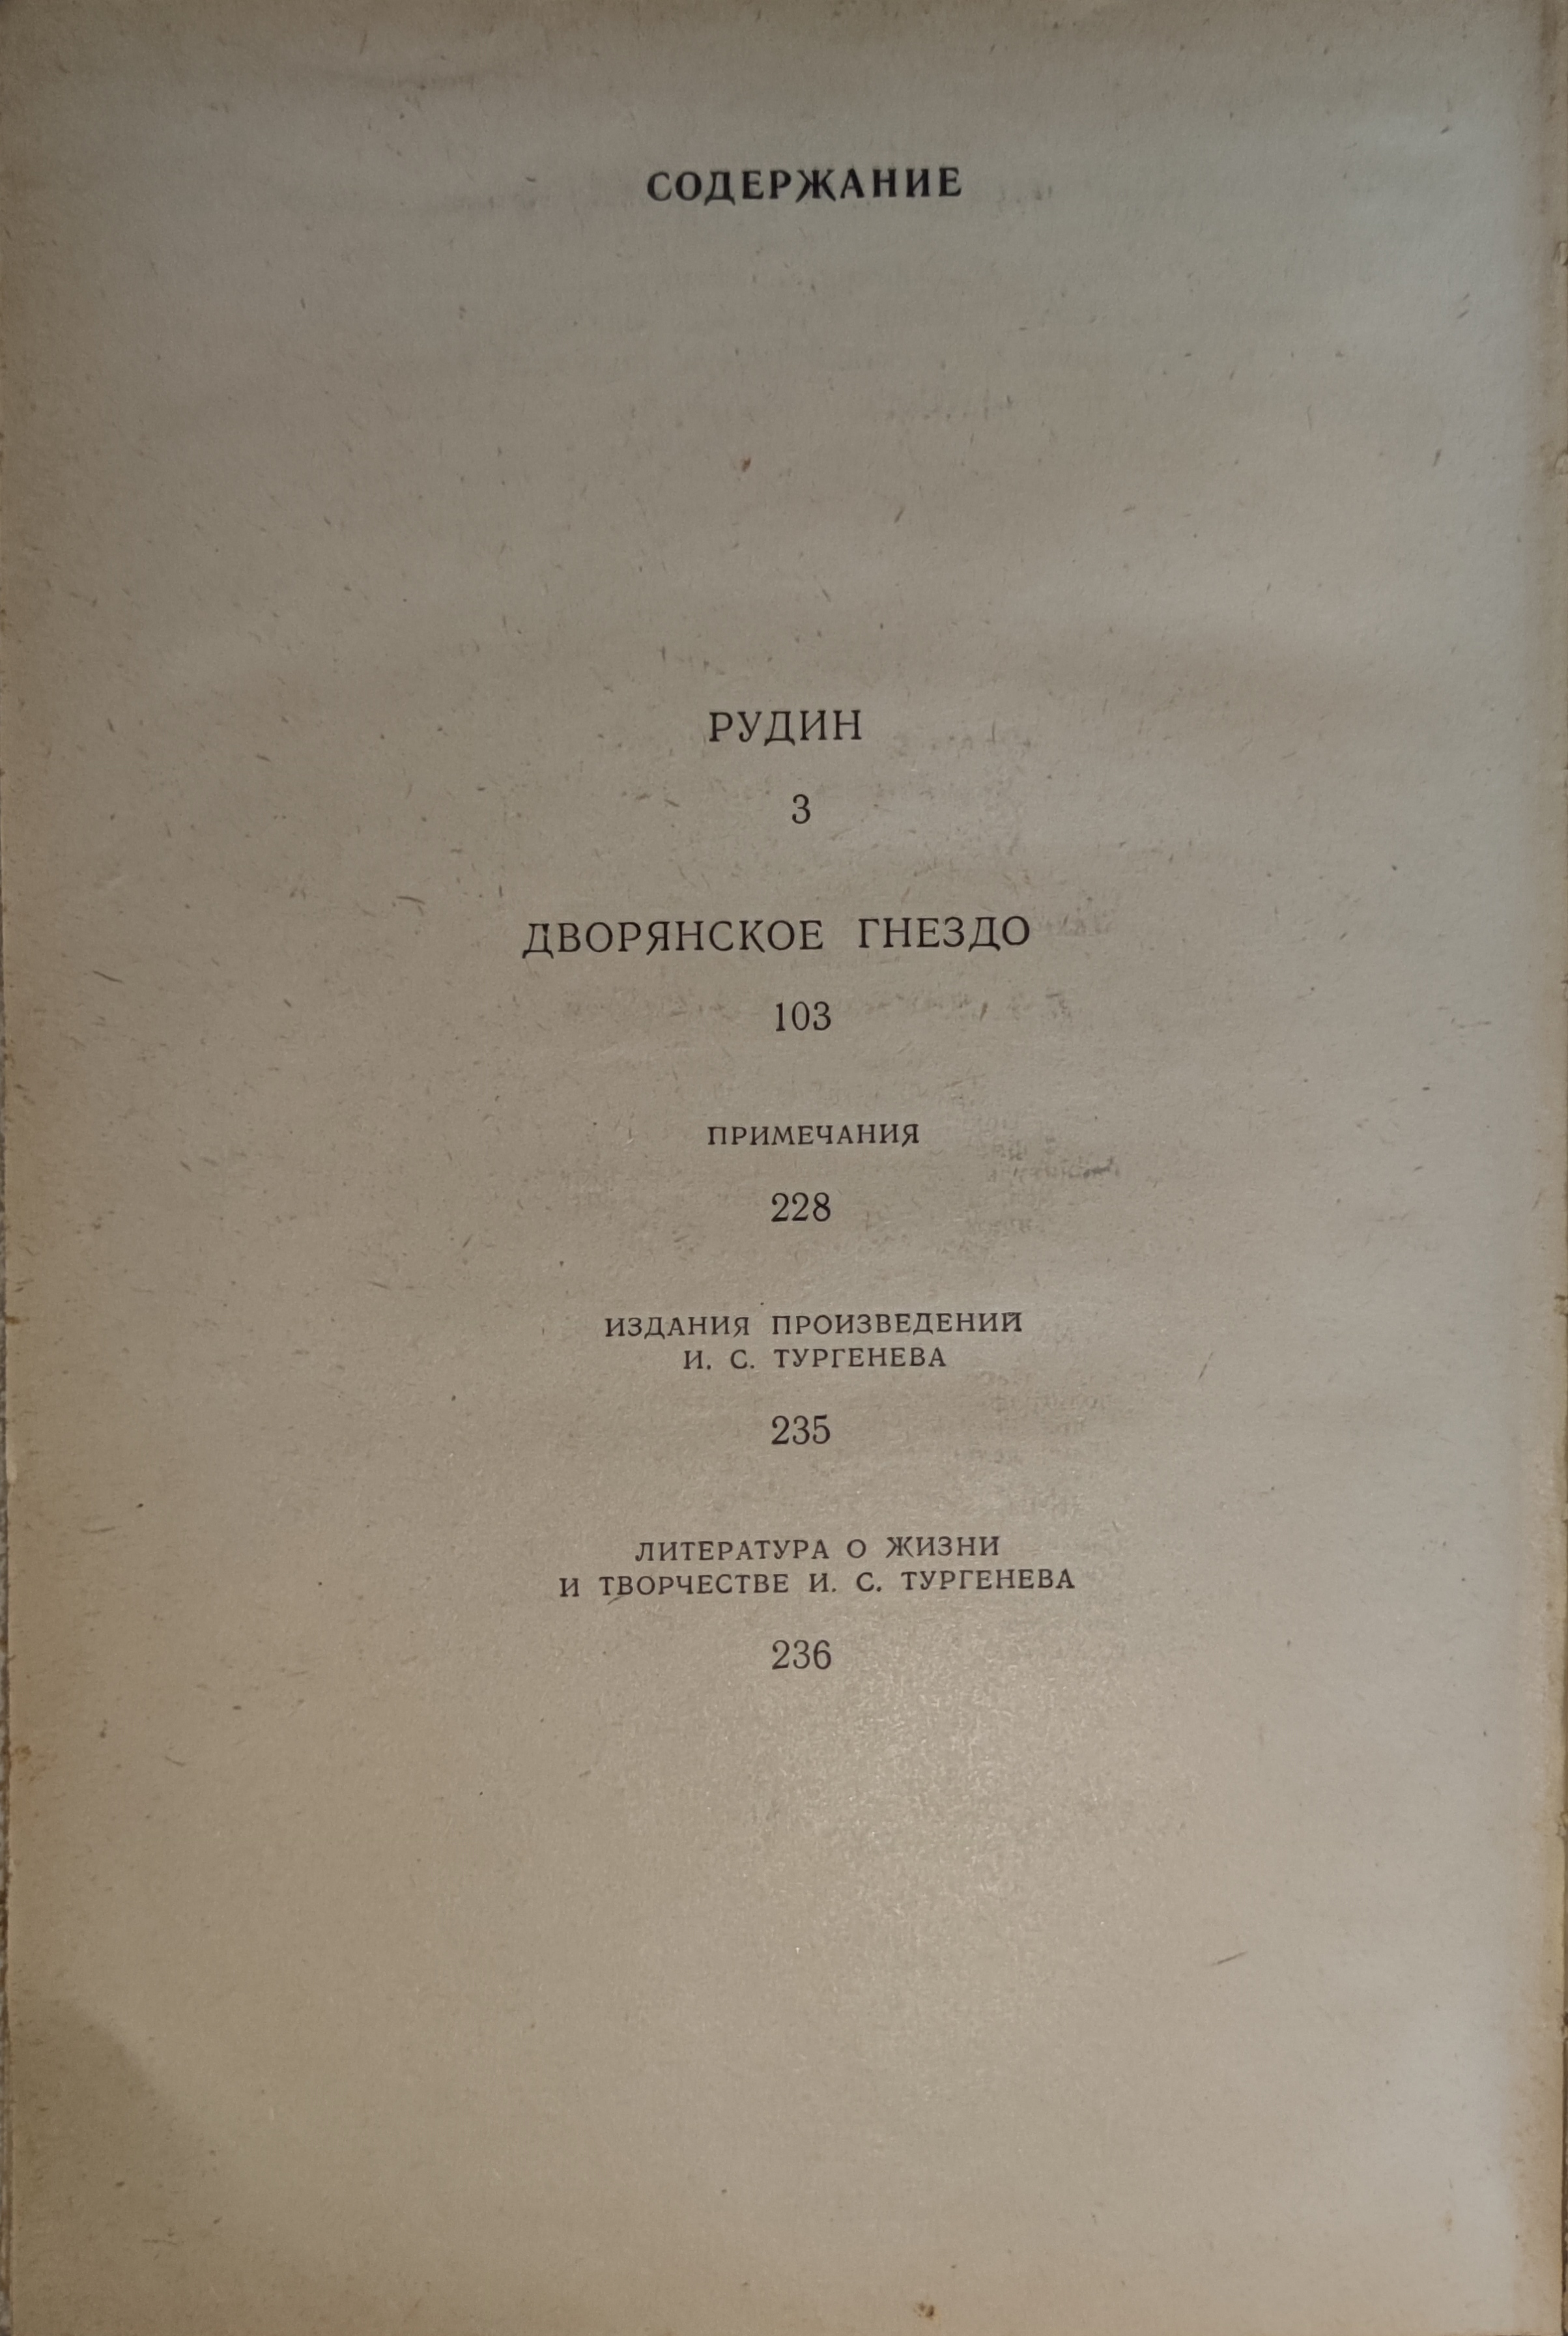 СОДЕРЖАНИЕ
РУДИН
3
ДВОРЯНСКОЕ ГНЕЗДО
103
ПРИМЕЧАНИЯ
228
ИЗДАНИЯ ПРОИЗВЕДЕНИЙ
И. С. ТУРГЕНЕВА
235
ЛИТЕРАТУРА О ЖИЗНИ
И ТВОРЧЕСТВЕ И. С. ТУРГЕНЕВА
236